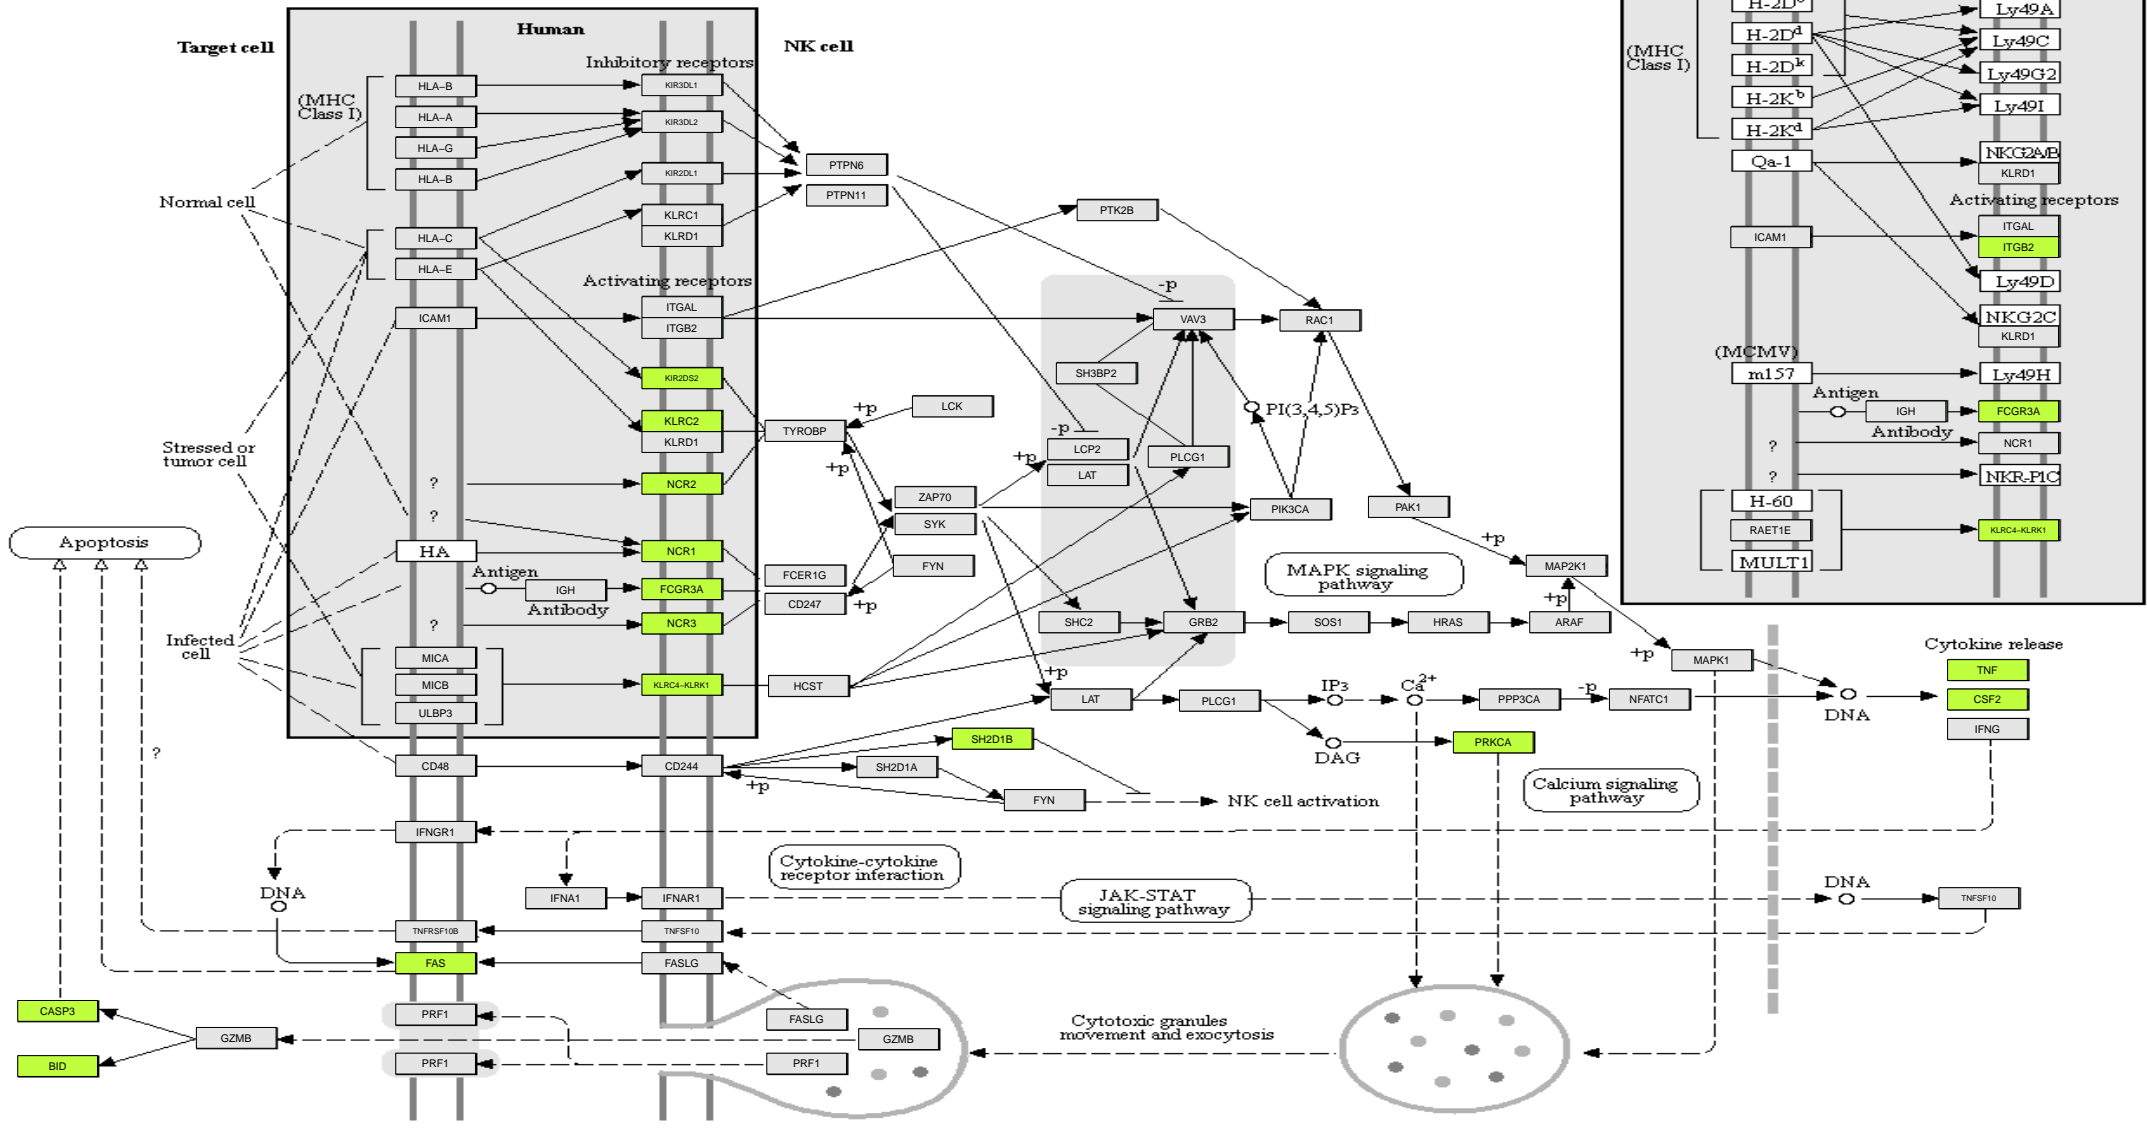 Human
Target cell
NK cell
Inhibitory receptors
(MHC
Class I)
HLA−B
HLA−A
HLA−G
HLA−B
KIR3DL1
KIR3DL2
KIR2DL1
KLRC1
KLRD1
PTPN6
PTPN11
Normal cell
HLA−C
HLA−E
ICAM1
Activating receptors
ITGAL
ITGB2
KIR2DS2
KLRC2
KLRD1
NCR2
NCR1
FCGR3A
NCR3
KLRC4−KLRK1
Stressed or
tumor cell
?
?
HA
Antigen
IGH
Antibody
?
Infected
cell
MICA
MICB
ULBP3
PTK2B
-p
VAV3
RAC1
SH3BP2
PI(3,4,5)P3
+p
LCK
TYROBP
+p
-p
LCP2
LAT
PLCG1
+p
ZAP70
SYK
FYN
PIK3CA
PAK1
+p
FCER1G
CD247
+p
MAPK signaling
pathway
MAP2K1
+p
SHC2
GRB2
SOS1
HRAS
ARAF
+p
MAPK1
HCST
+p
LAT
PLCG1
IP3
Ca2+
PPP3CA
-p
NFATC1
DNA
Cytokine release
TNF
CSF2
IFNG
DAG
PRKCA
Calcium signaling
pathway
SH2D1B
SH2D1A
CD48
CD244
+p
FYN
NK cell activation
Apoptosis
?
IFNGR1
DNA
Cytokine-cytokine
receptor interaction
IFNA1
IFNAR1
JAK-STAT
signaling pathway
DNA
TNFSF10
TNFRSF10B
TNFSF10
FAS
FASLG
CASP3
BID
GZMB
PRF1
PRF1
FASLG
GZMB
PRF1
Cytotoxic granules
movement and exocytosis
(MHC
Class I)
H-2Dd
H-2Dk
H-2Kb
H-2Kd
Qa-1
Ly49A
Ly49C
Ly49G2
Ly49I
NKG2A/B
KLRD1
Activating receptors
ICAM1
ITGAL
ITGB2
Ly49D
NKG2C
KLRD1
(MCMV)
m157
Ly49H
Antigen
IGH
Antibody
FCGR3A
?
NCR1
?
NKR-P1C
H-60
RAET1E
MULT1
KLRC4−KLRK1